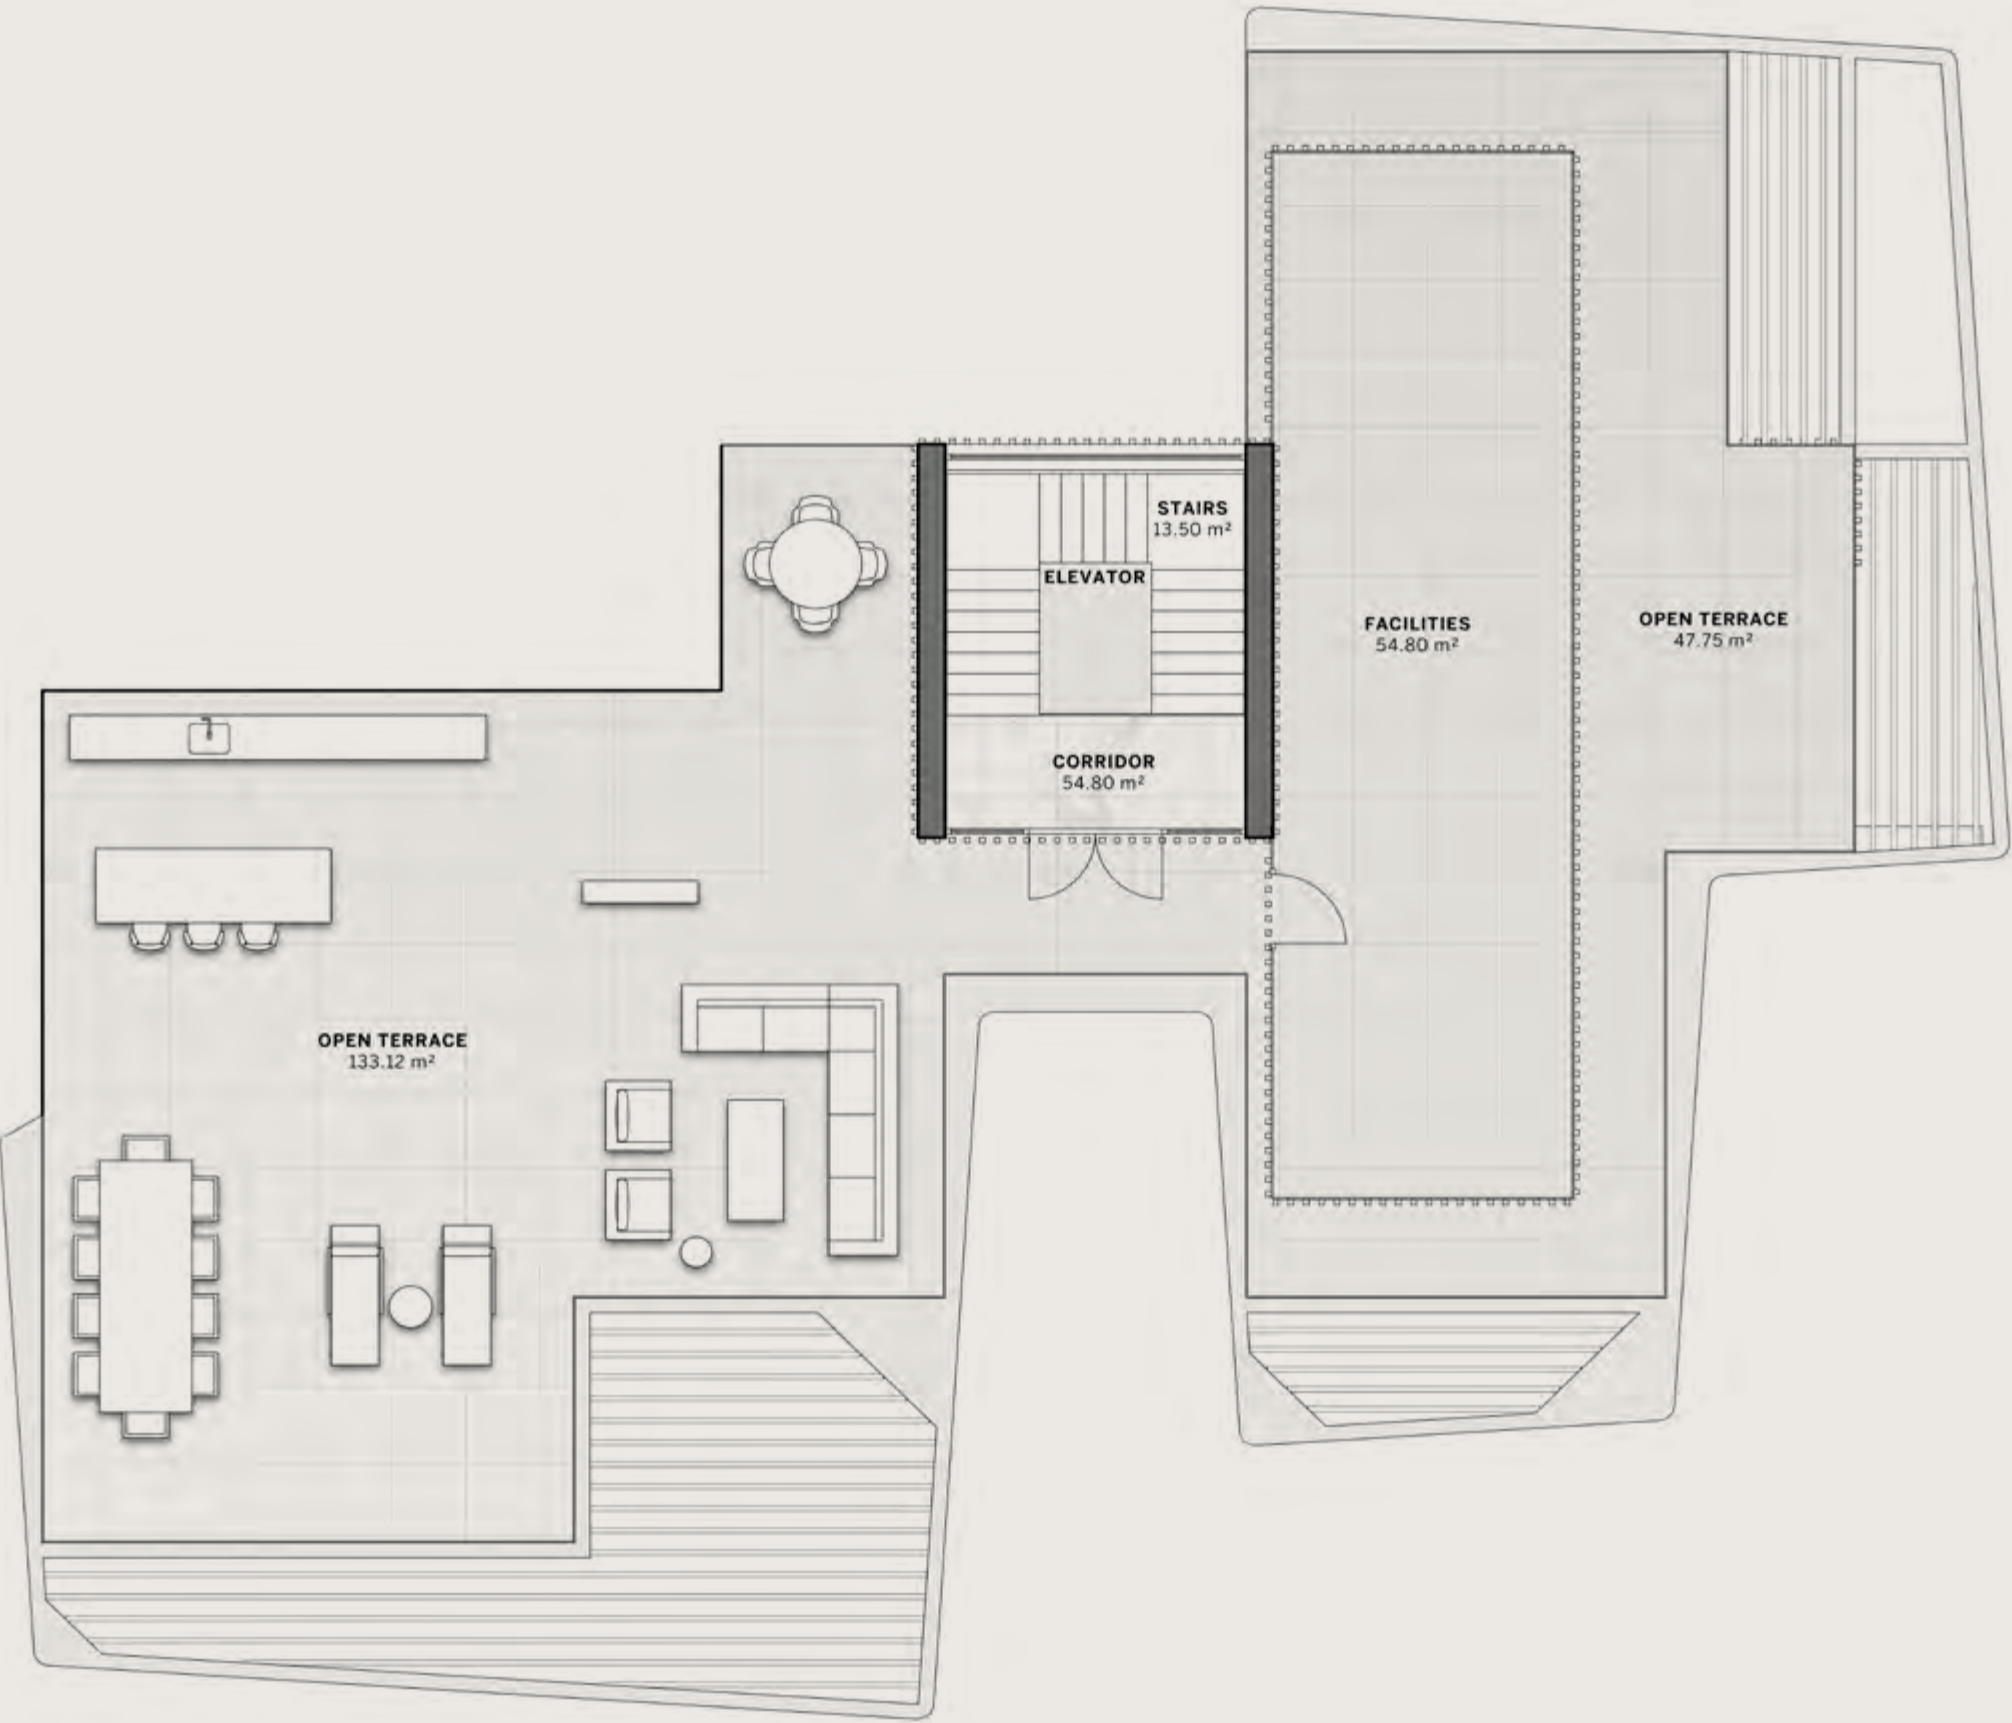 STAIRS
13.50 m²
ELEVATOR
FACILITIES
54.80 m²
OPEN TERRACE
47.75 m²
CORRIDOR
54.80 m²
OPEN TERRACE
133.12 m²